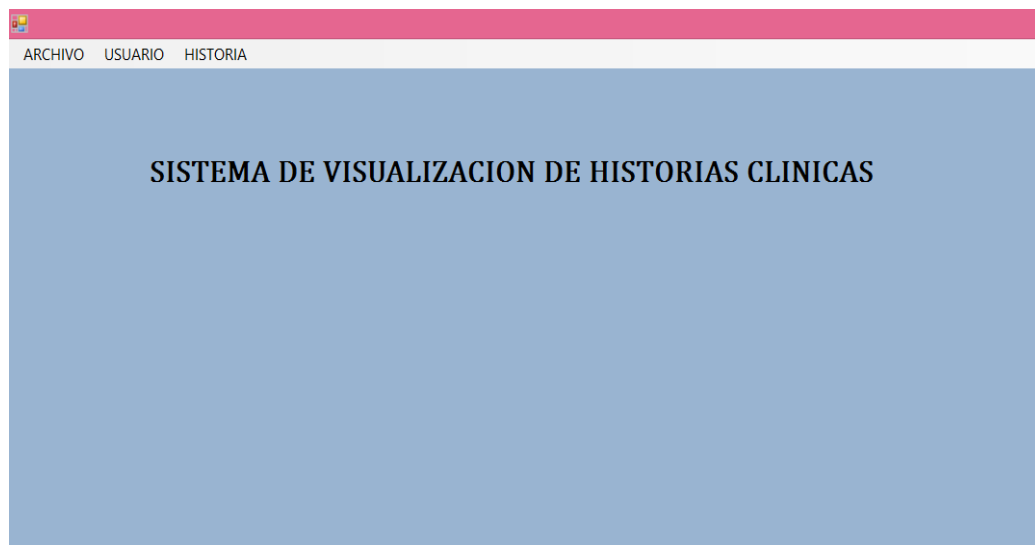 ARCHIVO USUARIO HISTORIA
SISTEMA DE VISUALIZACION DE HISTORIAS CLINICAS